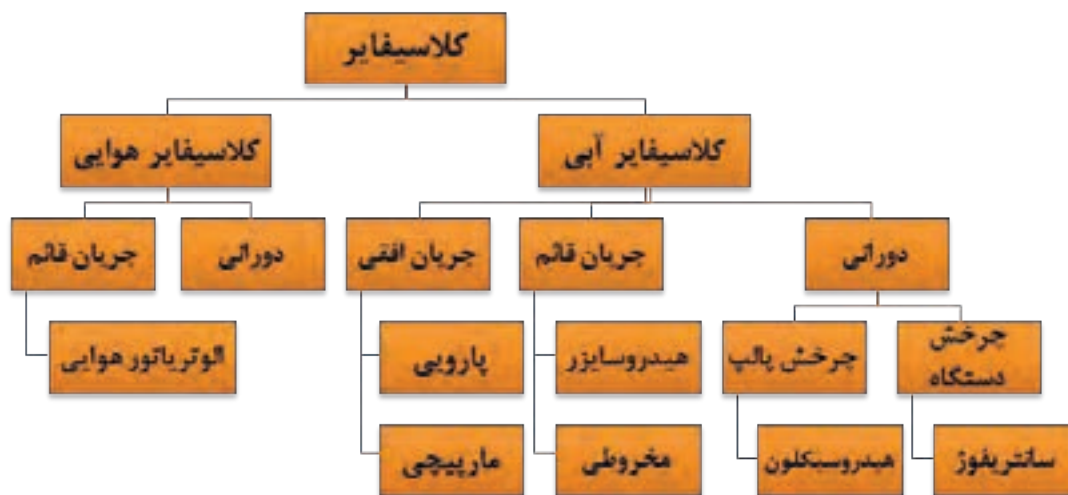 کلاسیفایر
کلاسیفایر آبی
کلاسیفایر هوایی
دورانی
جریان قائم
جریان افقی
دورانی
جریان قائم
چرخش
دستگاه
چرخش پالپ
هیدروسایزر
پارویی
الوتریاتور هوایی
سانتریفوژ
هیدروسیکلون
مخروطی
مارپیچی